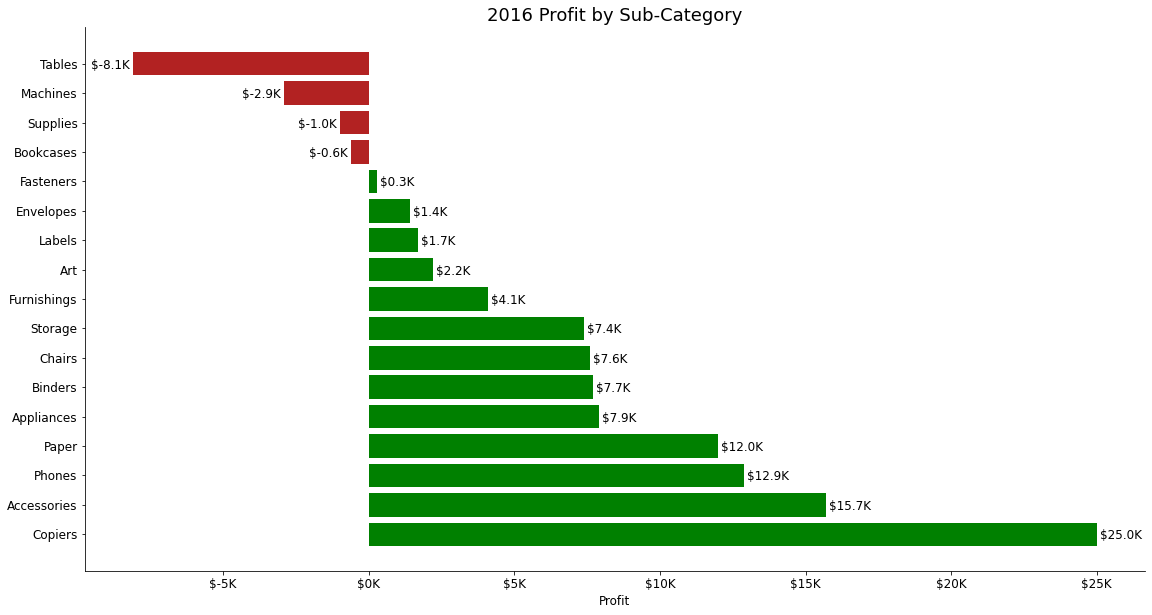 2016 Profit by Sub-Category
Tables $-8.1K
Machines $-2.9K
Supplies $-1.0K
Bookcases $-0.6K
Fasteners $0.3K
Envelopes $1.4K
Labels $1.7K
Art $2.2K
Furnishings $4.1K
Storage $7.4K
Chairs $7.6K
Binders $7.7K
Appliances $7.9K
Paper $12.0K
Phones $12.9K
Accessories $15.7K
Copiers $25.0K
$-5K $0K $5K $10K $15K $20K $25K
Profit